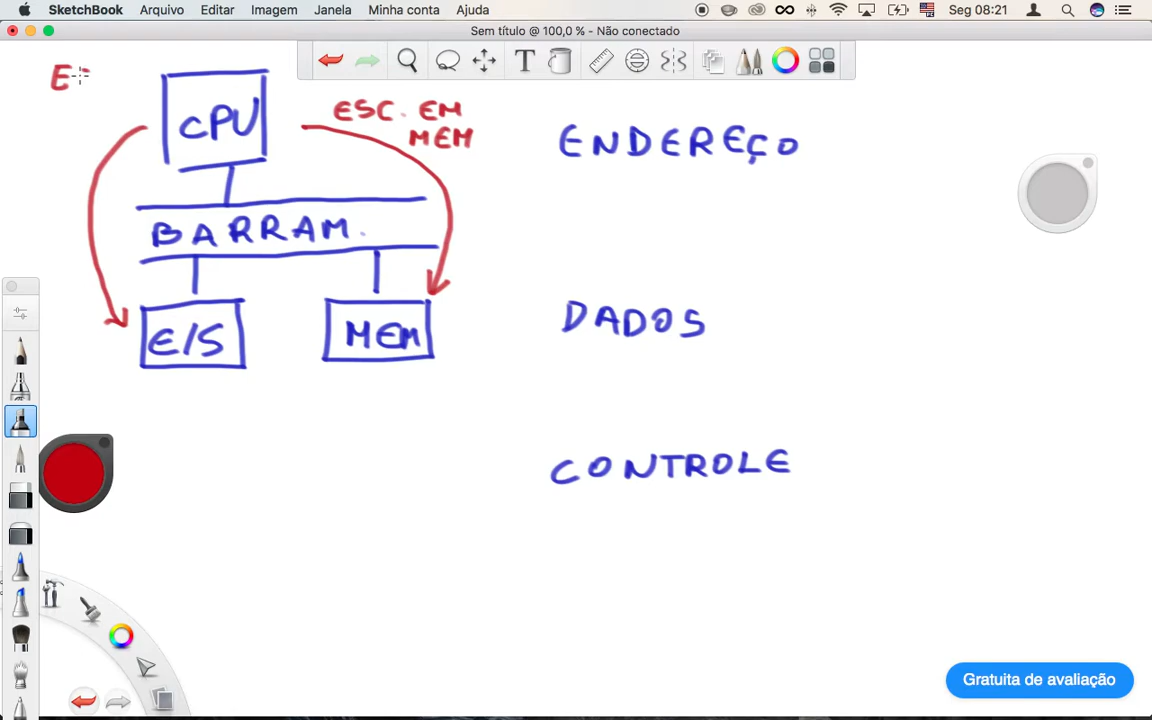 SketchBook Arquivo Editar Imagem Janela Minha conta Ajuda Seg 08:21
Sem título @ 100,0 % - Não conectado
CPU
ESC. EM
MEM
ENDEREÇO
BARRAM.
DADOS
E/S
MEM
CONTROLE
Gratuita de avaliação